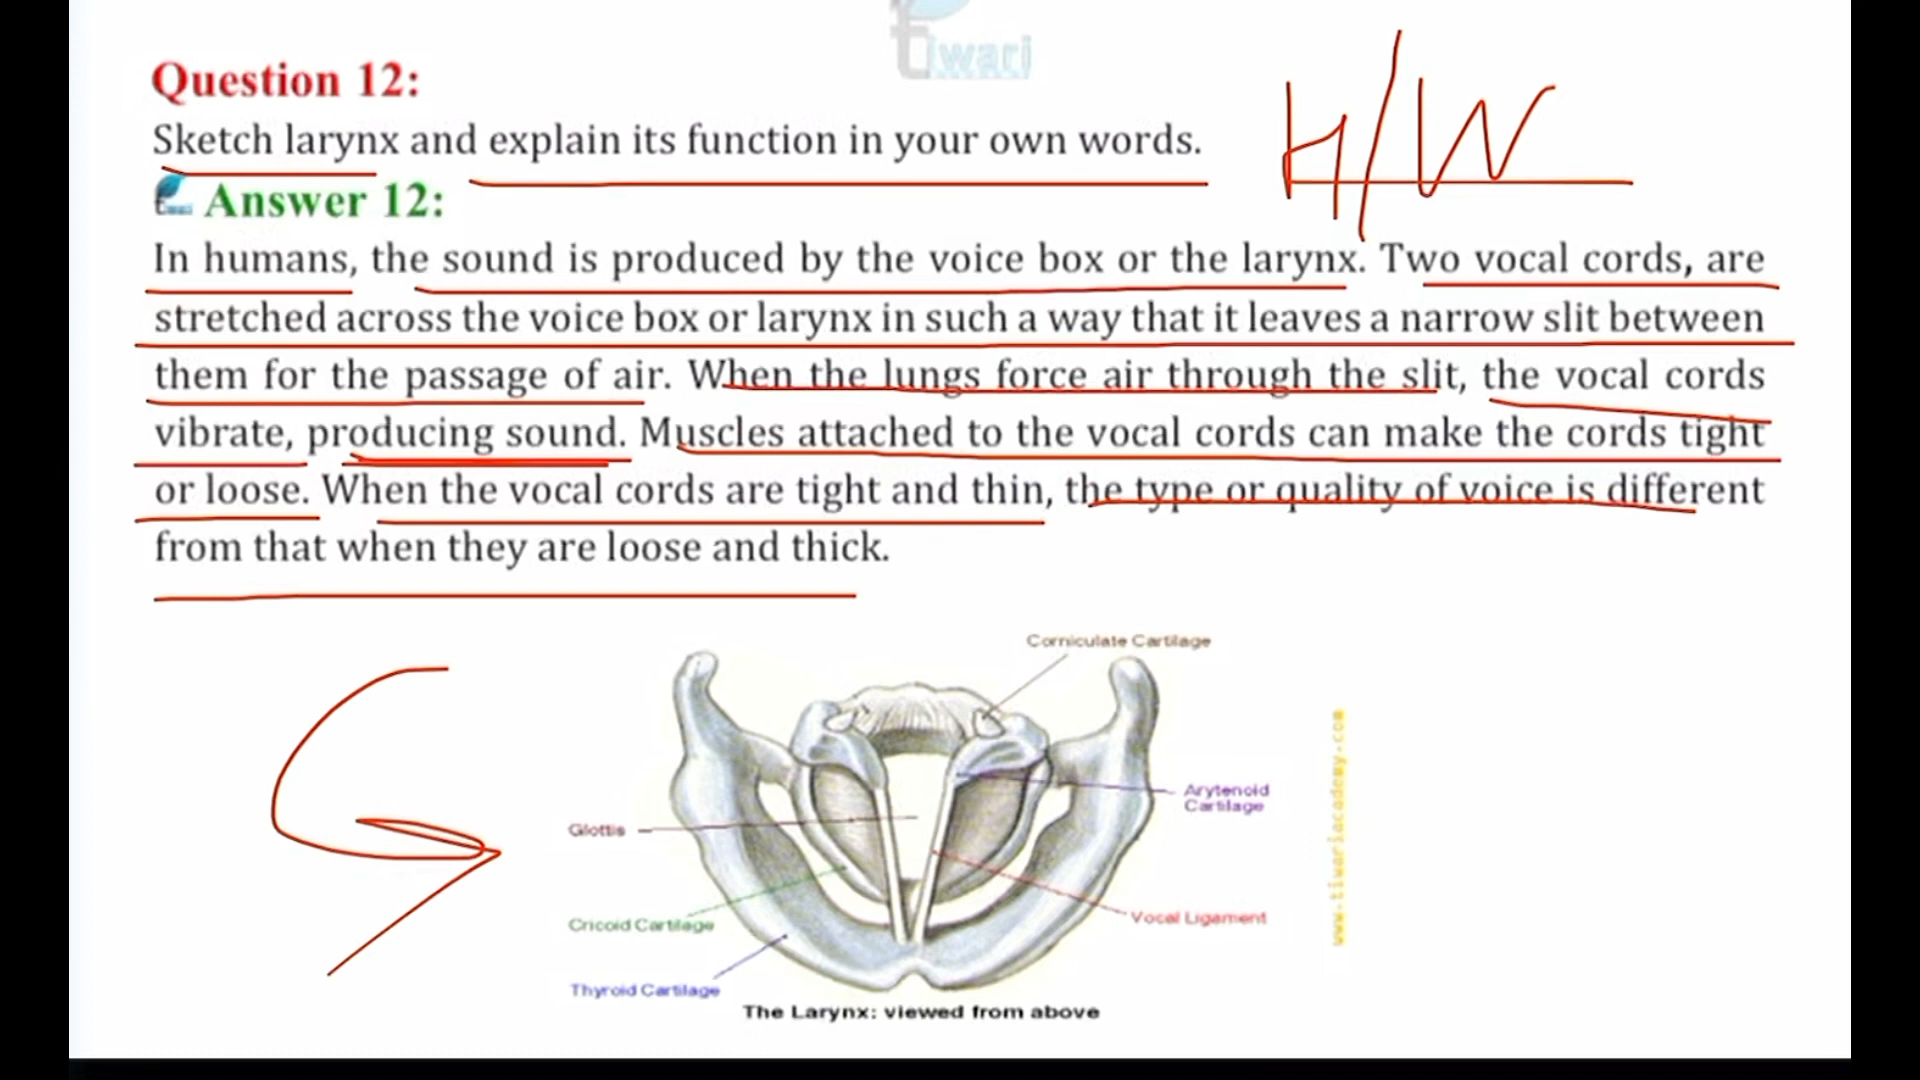 tiwari
Question 12:
H/W
Sketch larynx and explain its function in your own words.
Answer 12:
In humans, the sound is produced by the voice box or the larynx. Two vocal cords, are
stretched across the voice box or larynx in such a way that it leaves a narrow slit between
them for the passage of air. When the lungs force air through the slit, the vocal cords
vibrate, producing sound. Muscles attached to the vocal cords can make the cords tight
or loose. When the vocal cords are tight and thin, the type or quality of voice is different
from that when they are loose and thick.
Corniculate Cartilage
Arytenoid
Cartilage
Glottis
Vocal Ligament
Cricoid Cartilage
Thyroid Cartilage
The Larynx: viewed from above
www.tiwariacademy.com